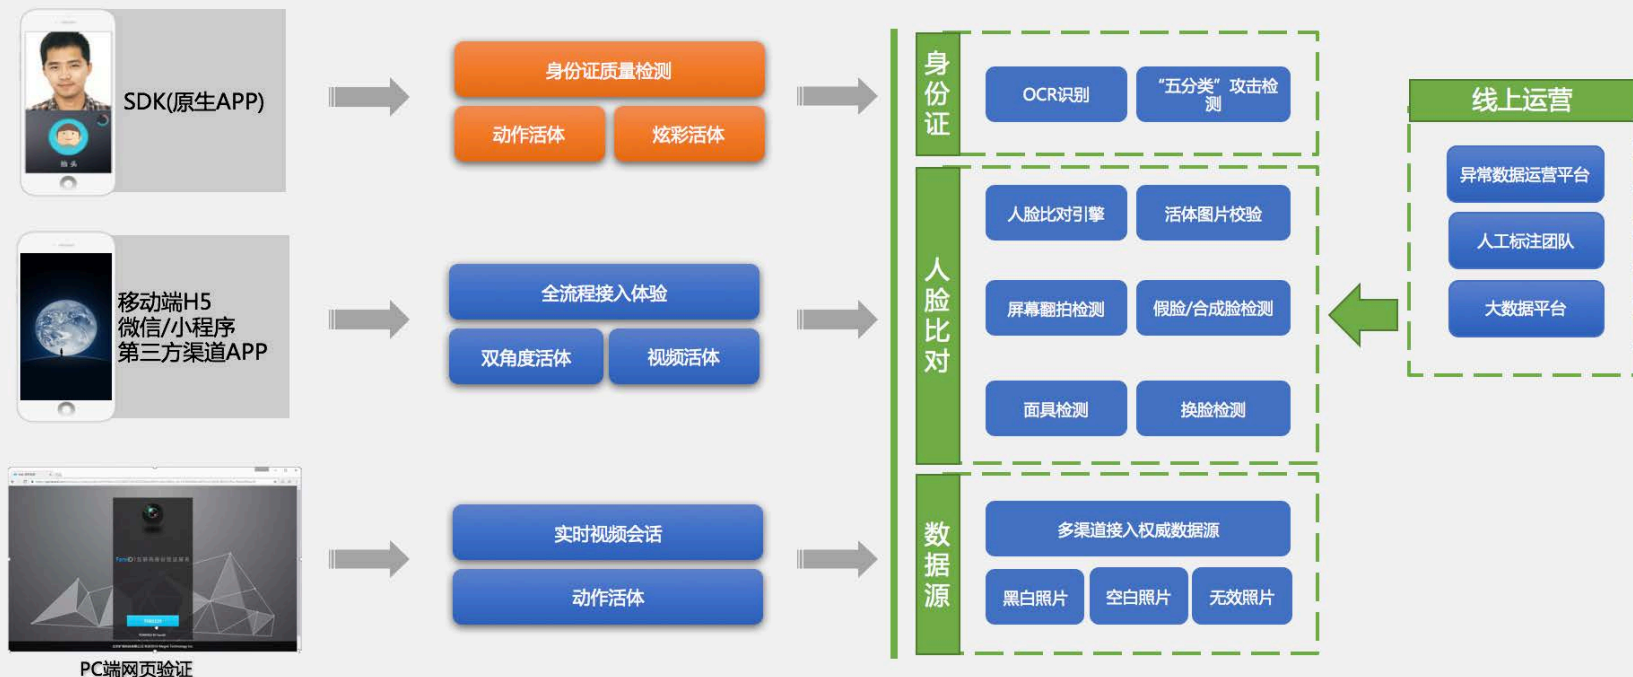 SDK(原生APP)
摇头
身份证质量检测
动作活体
炫彩活体
移动端H5
微信/小程序
第三方渠道APP
全流程接入体验
双角度活体
视频活体
PC端网页验证
实时视频会话
动作活体
身份证
OCR识别
“五分类”攻击检
测
人脸比对
人脸比对引擎
活体图片校验
屏幕翻拍检测
假脸/合成脸检测
面具检测
换脸检测
数据源
多渠道接入权威数据源
黑白照片
空白照片
无效照片
线上运营
异常数据运营平台
人工标注团队
大数据平台